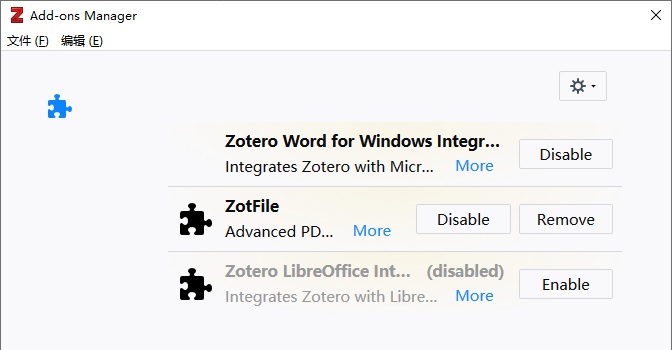 Add-ons Manager
文件 (F) 编辑 (E)
Zotero Word for Windows Integr...
Integrates Zotero with Micr... More
Disable
ZotFile
Advanced PD... More
Disable Remove
Zotero LibreOffice Int... (disabled)
Integrates Zotero with Libre... More
Enable